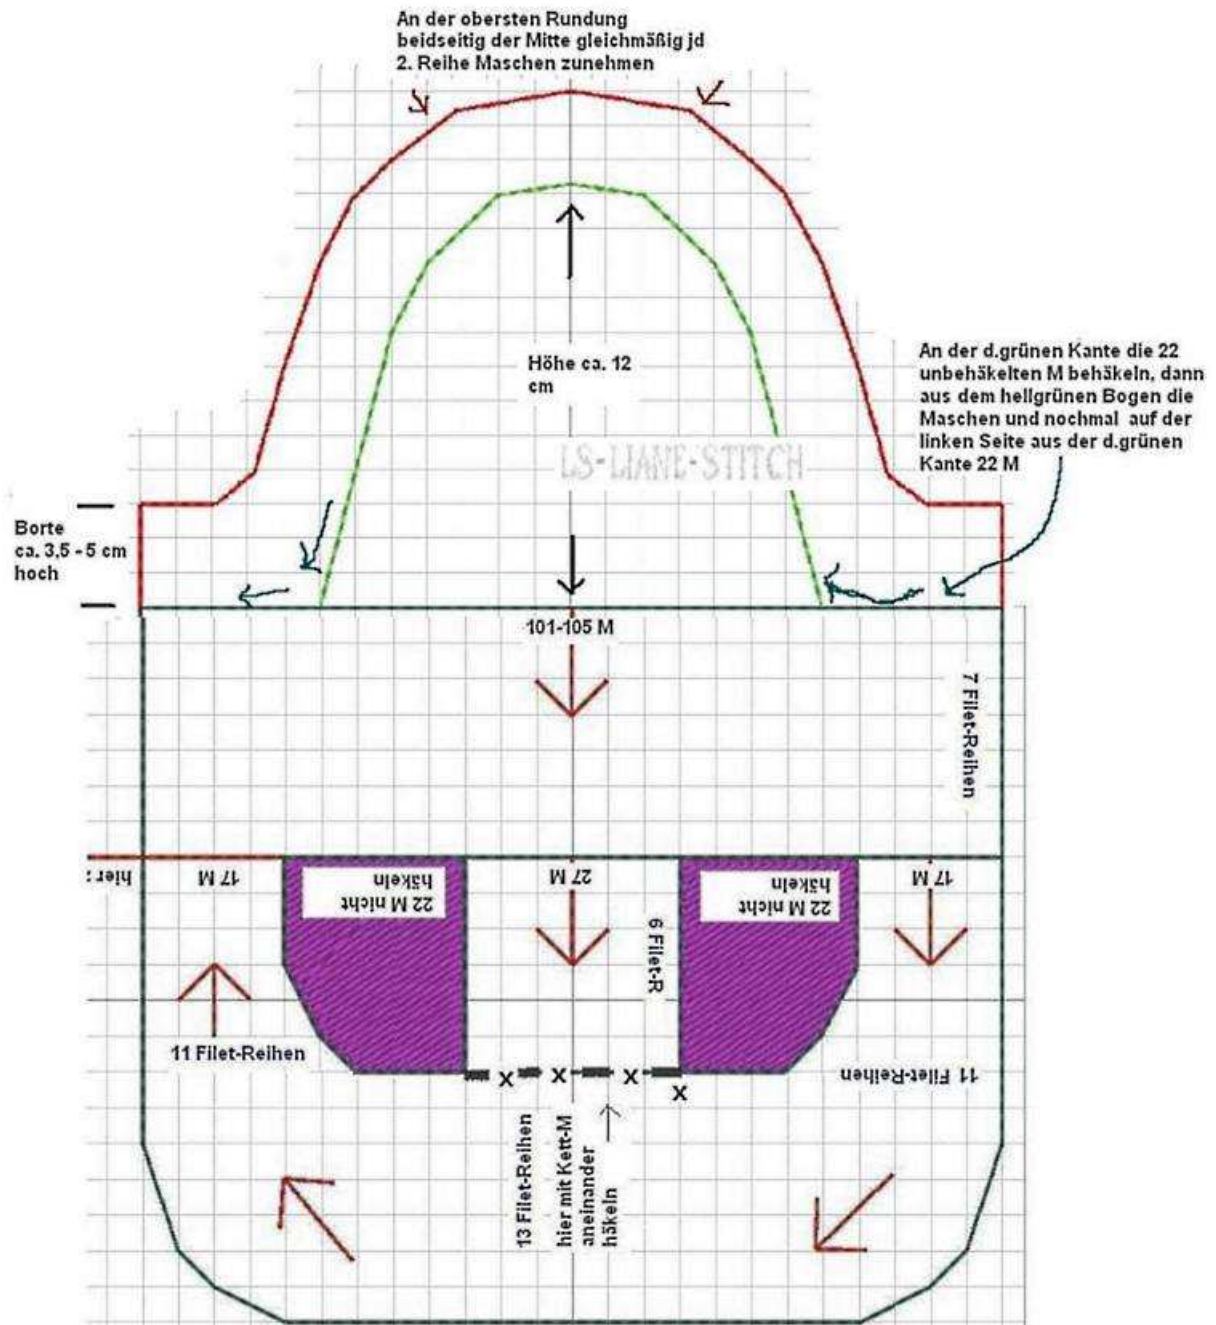 An der obersten Rundung
beidseitig der Mitte gleichmäßig jd
2. Reihe Maschen zunehmen
Höhe ca. 12
cm
An der d.grünen Kante die 22
unbehäkelten M behäkeln, dann
aus dem hellgrünen Bogen die
Maschen und nochmal auf der
linken Seite aus der d.grünen
Kante 22 M
LS-LIANE-STITCH
Borte
ca. 3,5 - 5 cm
hoch
101-105 M
7 Filet-Reihen
hier
17 M
22 M nicht
häkeln
27 M
22 M nicht
häkeln
17 M
6 Filet-R
11 Filet-Reihen
11 Filet-Reihen
x x x x
13 Filet-Reihen
hier mit Kett-M
aneinander
häkeln